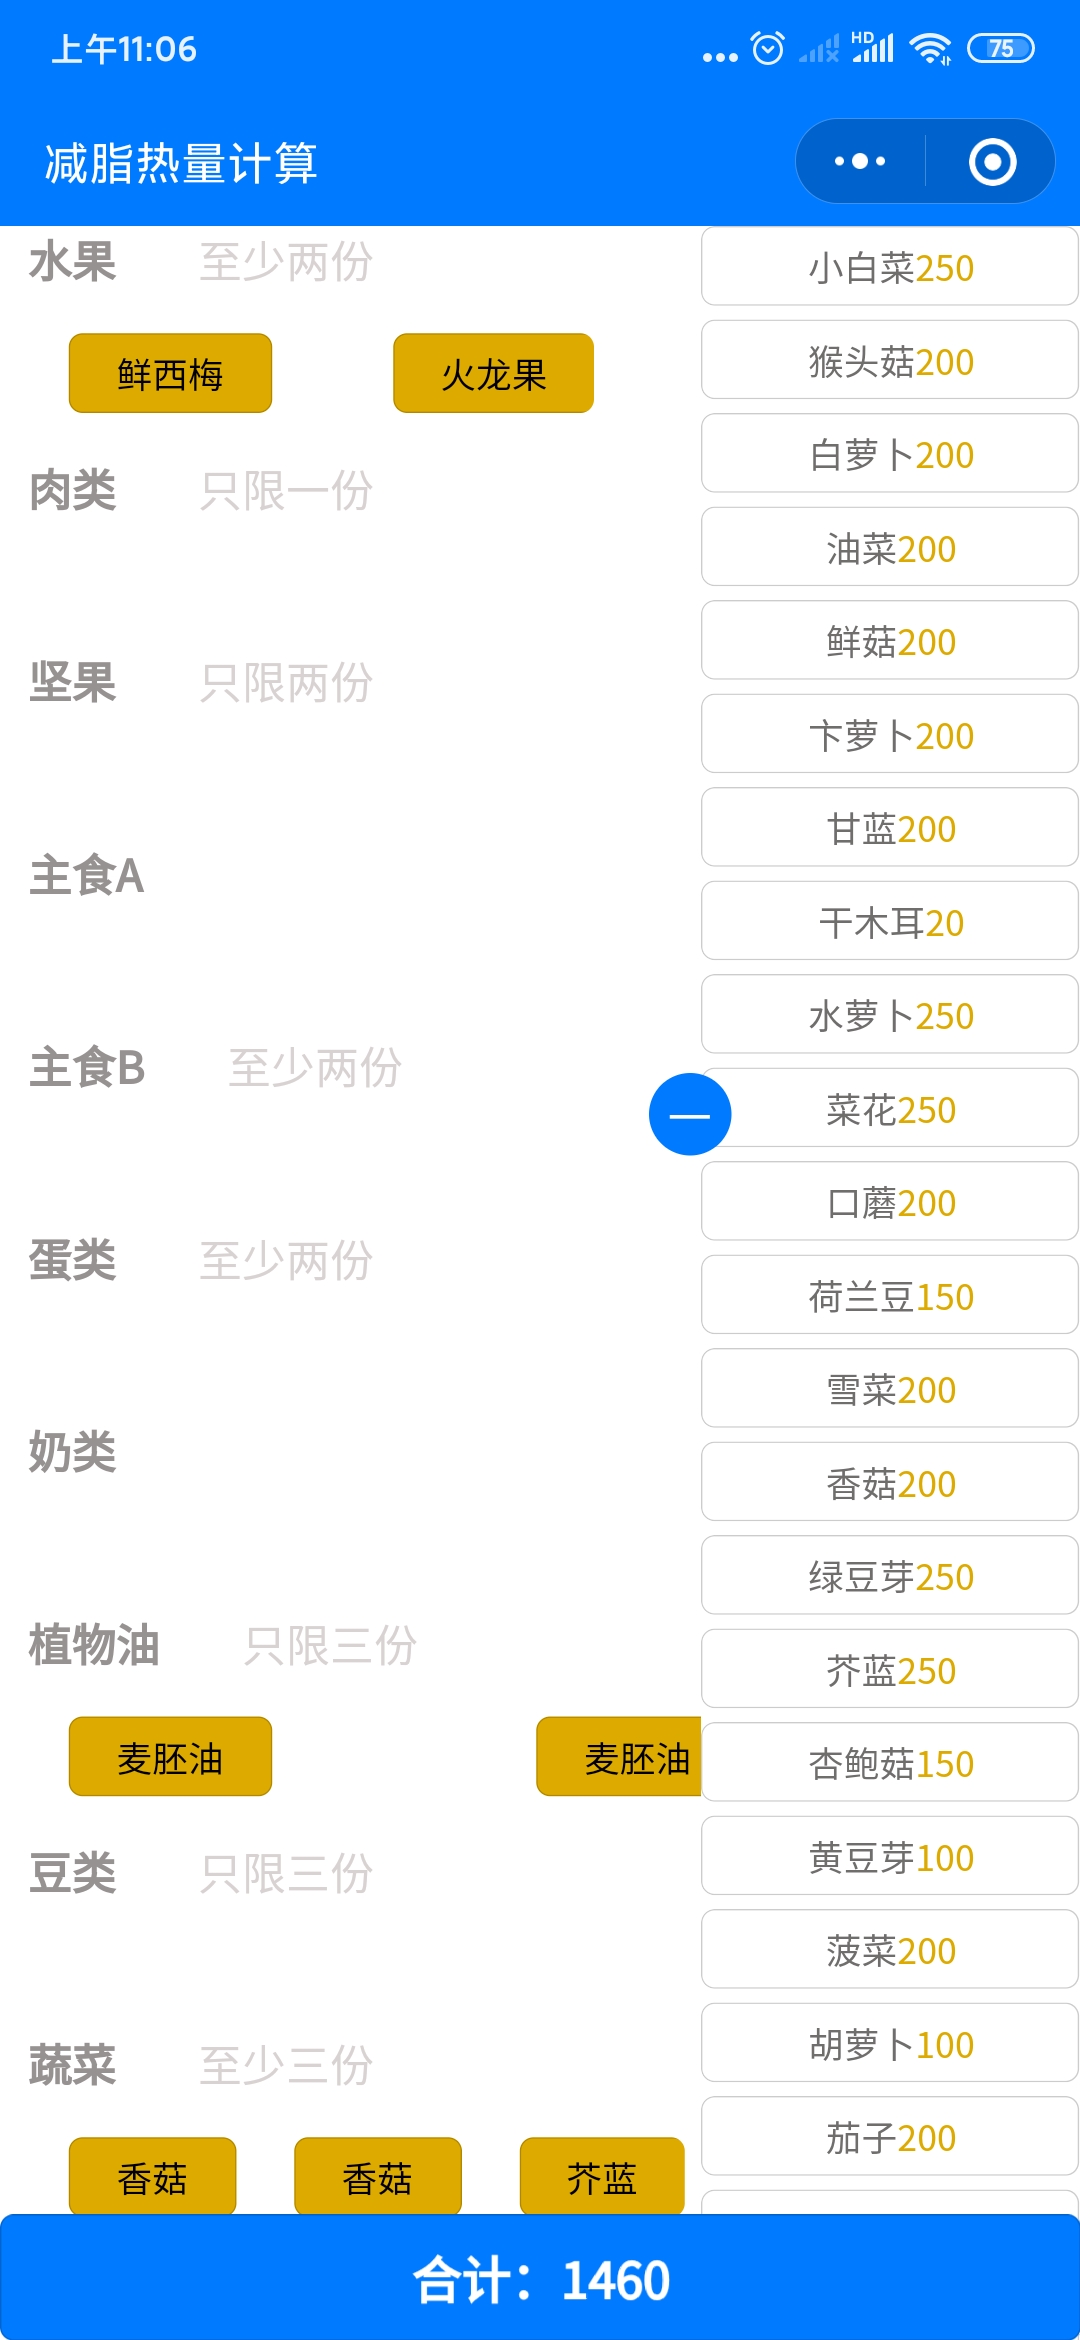 上午11:06
HD
75
减脂热量计算
水果 至少两份
鲜西梅 火龙果
肉类 只限一份
坚果 只限两份
主食A
主食B 至少两份
蛋类 至少两份
奶类
植物油 只限三份
麦胚油 麦胚油
豆类 只限三份
蔬菜 至少三份
香菇 香菇 芥蓝
小白菜250
猴头菇200
白萝卜200
油菜200
鲜菇200
卞萝卜200
甘蓝200
干木耳20
水萝卜250
菜花250
口蘑200
荷兰豆150
雪菜200
香菇200
绿豆芽250
芥蓝250
杏鲍菇150
黄豆芽100
菠菜200
胡萝卜100
茄子200
合计：1460